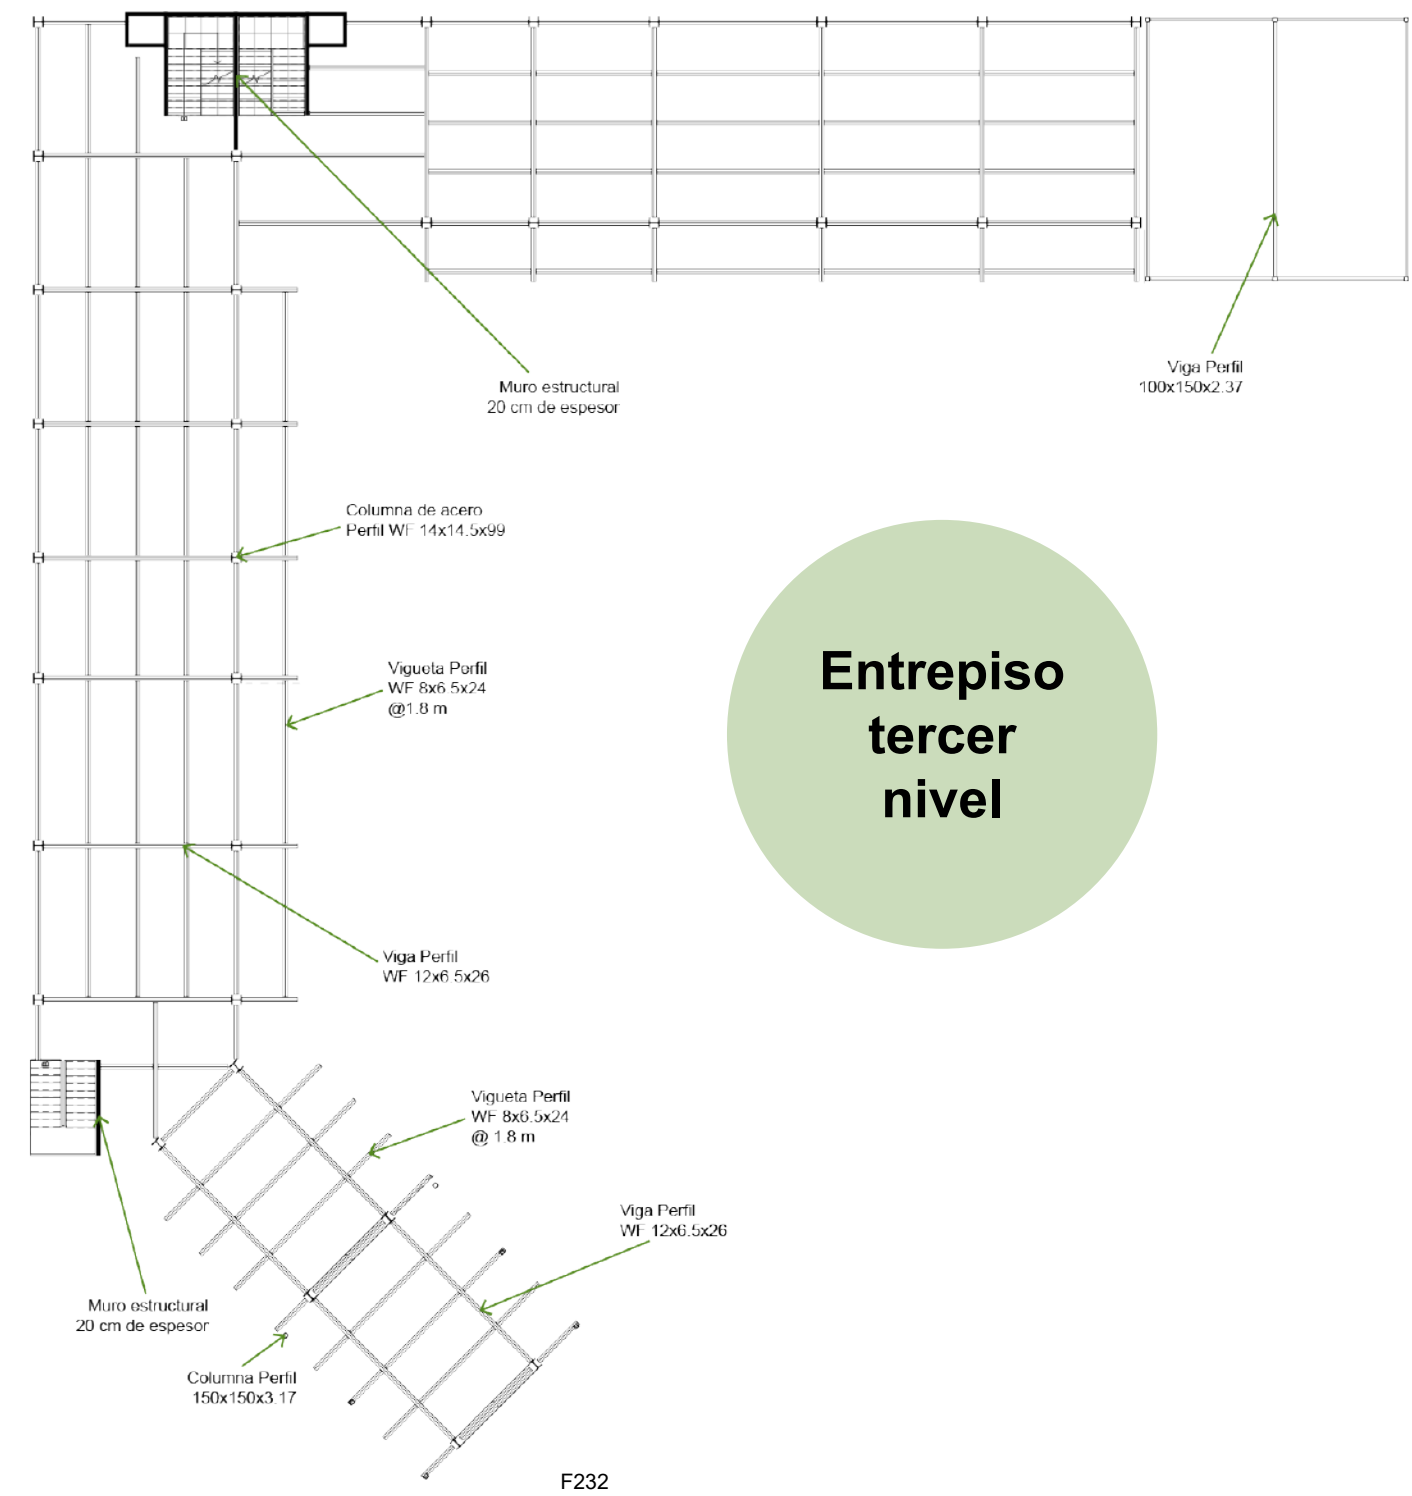 Muro estructural
20 cm de espesor
Viga Perfil
100x150x2.37
Columna de acero
Perfil WF 14x14.5x99
Vigueta Perfil
WF 8x6.5x24
@1.8 m
Entrepiso
tercer
nivel
Viga Perfil
WF 12x6.5x26
Vigueta Perfil
WF 8x6.5x24
@ 1.8 m
Viga Perfil
WF 12x6.5x26
Muro estructural
20 cm de espesor
Columna Perfil
150x150x3.17
F232